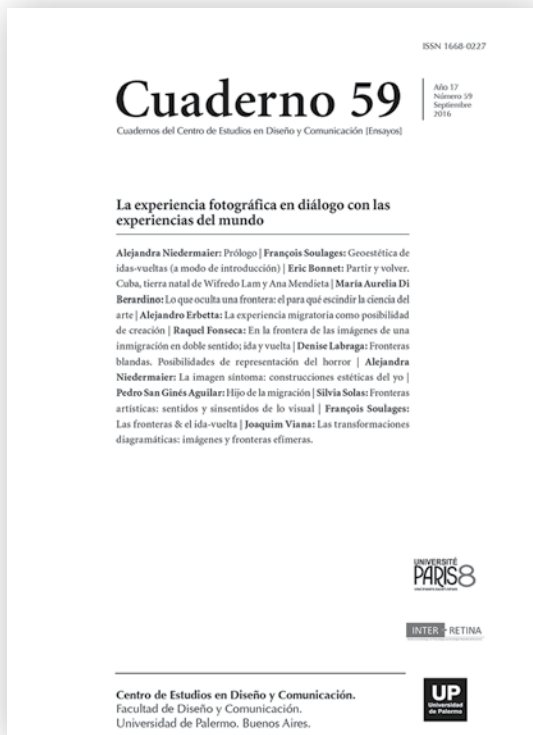 ISSN 1668-0227
Cuaderno 59
Cuadernos del Centro de Estudios en Diseño y Comunicación [Ensayos]
Año 17
Número 59
Septiembre
2016
La experiencia fotográfica en diálogo con las
experiencias del mundo
Alejandra Niedermaier: Prólogo | François Soulages: Geoestética de
idas-vueltas (a modo de introducción) | Eric Bonnet: Partir y volver.
Cuba, tierra natal de Wifredo Lam y Ana Mendieta | María Aurelia Di
Berardino: Lo que oculta una frontera: el para qué escindir la ciencia del
arte | Alejandro Erbetta: La experiencia migratoria como posibilidad
de creación | Raquel Fonseca: En la frontera de las imágenes de una
inmigración en doble sentido; ida y vuelta | Denise Labraga: Fronteras
blandas. Posibilidades de representación del horror | Alejandra
Niedermaier: La imagen síntoma: construcciones estéticas del yo |
Pedro San Ginés Aguilar: Hijo de la migración | Silvia Solas: Fronteras
artísticas: sentidos y sinsentidos de lo visual | François Soulages:
Las fronteras & el ida-vuelta | Joaquim Viana: Las transformaciones
diagramáticas: imágenes y fronteras efímeras.
UNIVERSITÉ
PARIS8
INTER RETINA
Centro de Estudios en Diseño y Comunicación.
Facultad de Diseño y Comunicación.
Universidad de Palermo. Buenos Aires.
UP
Universidad
de Palermo